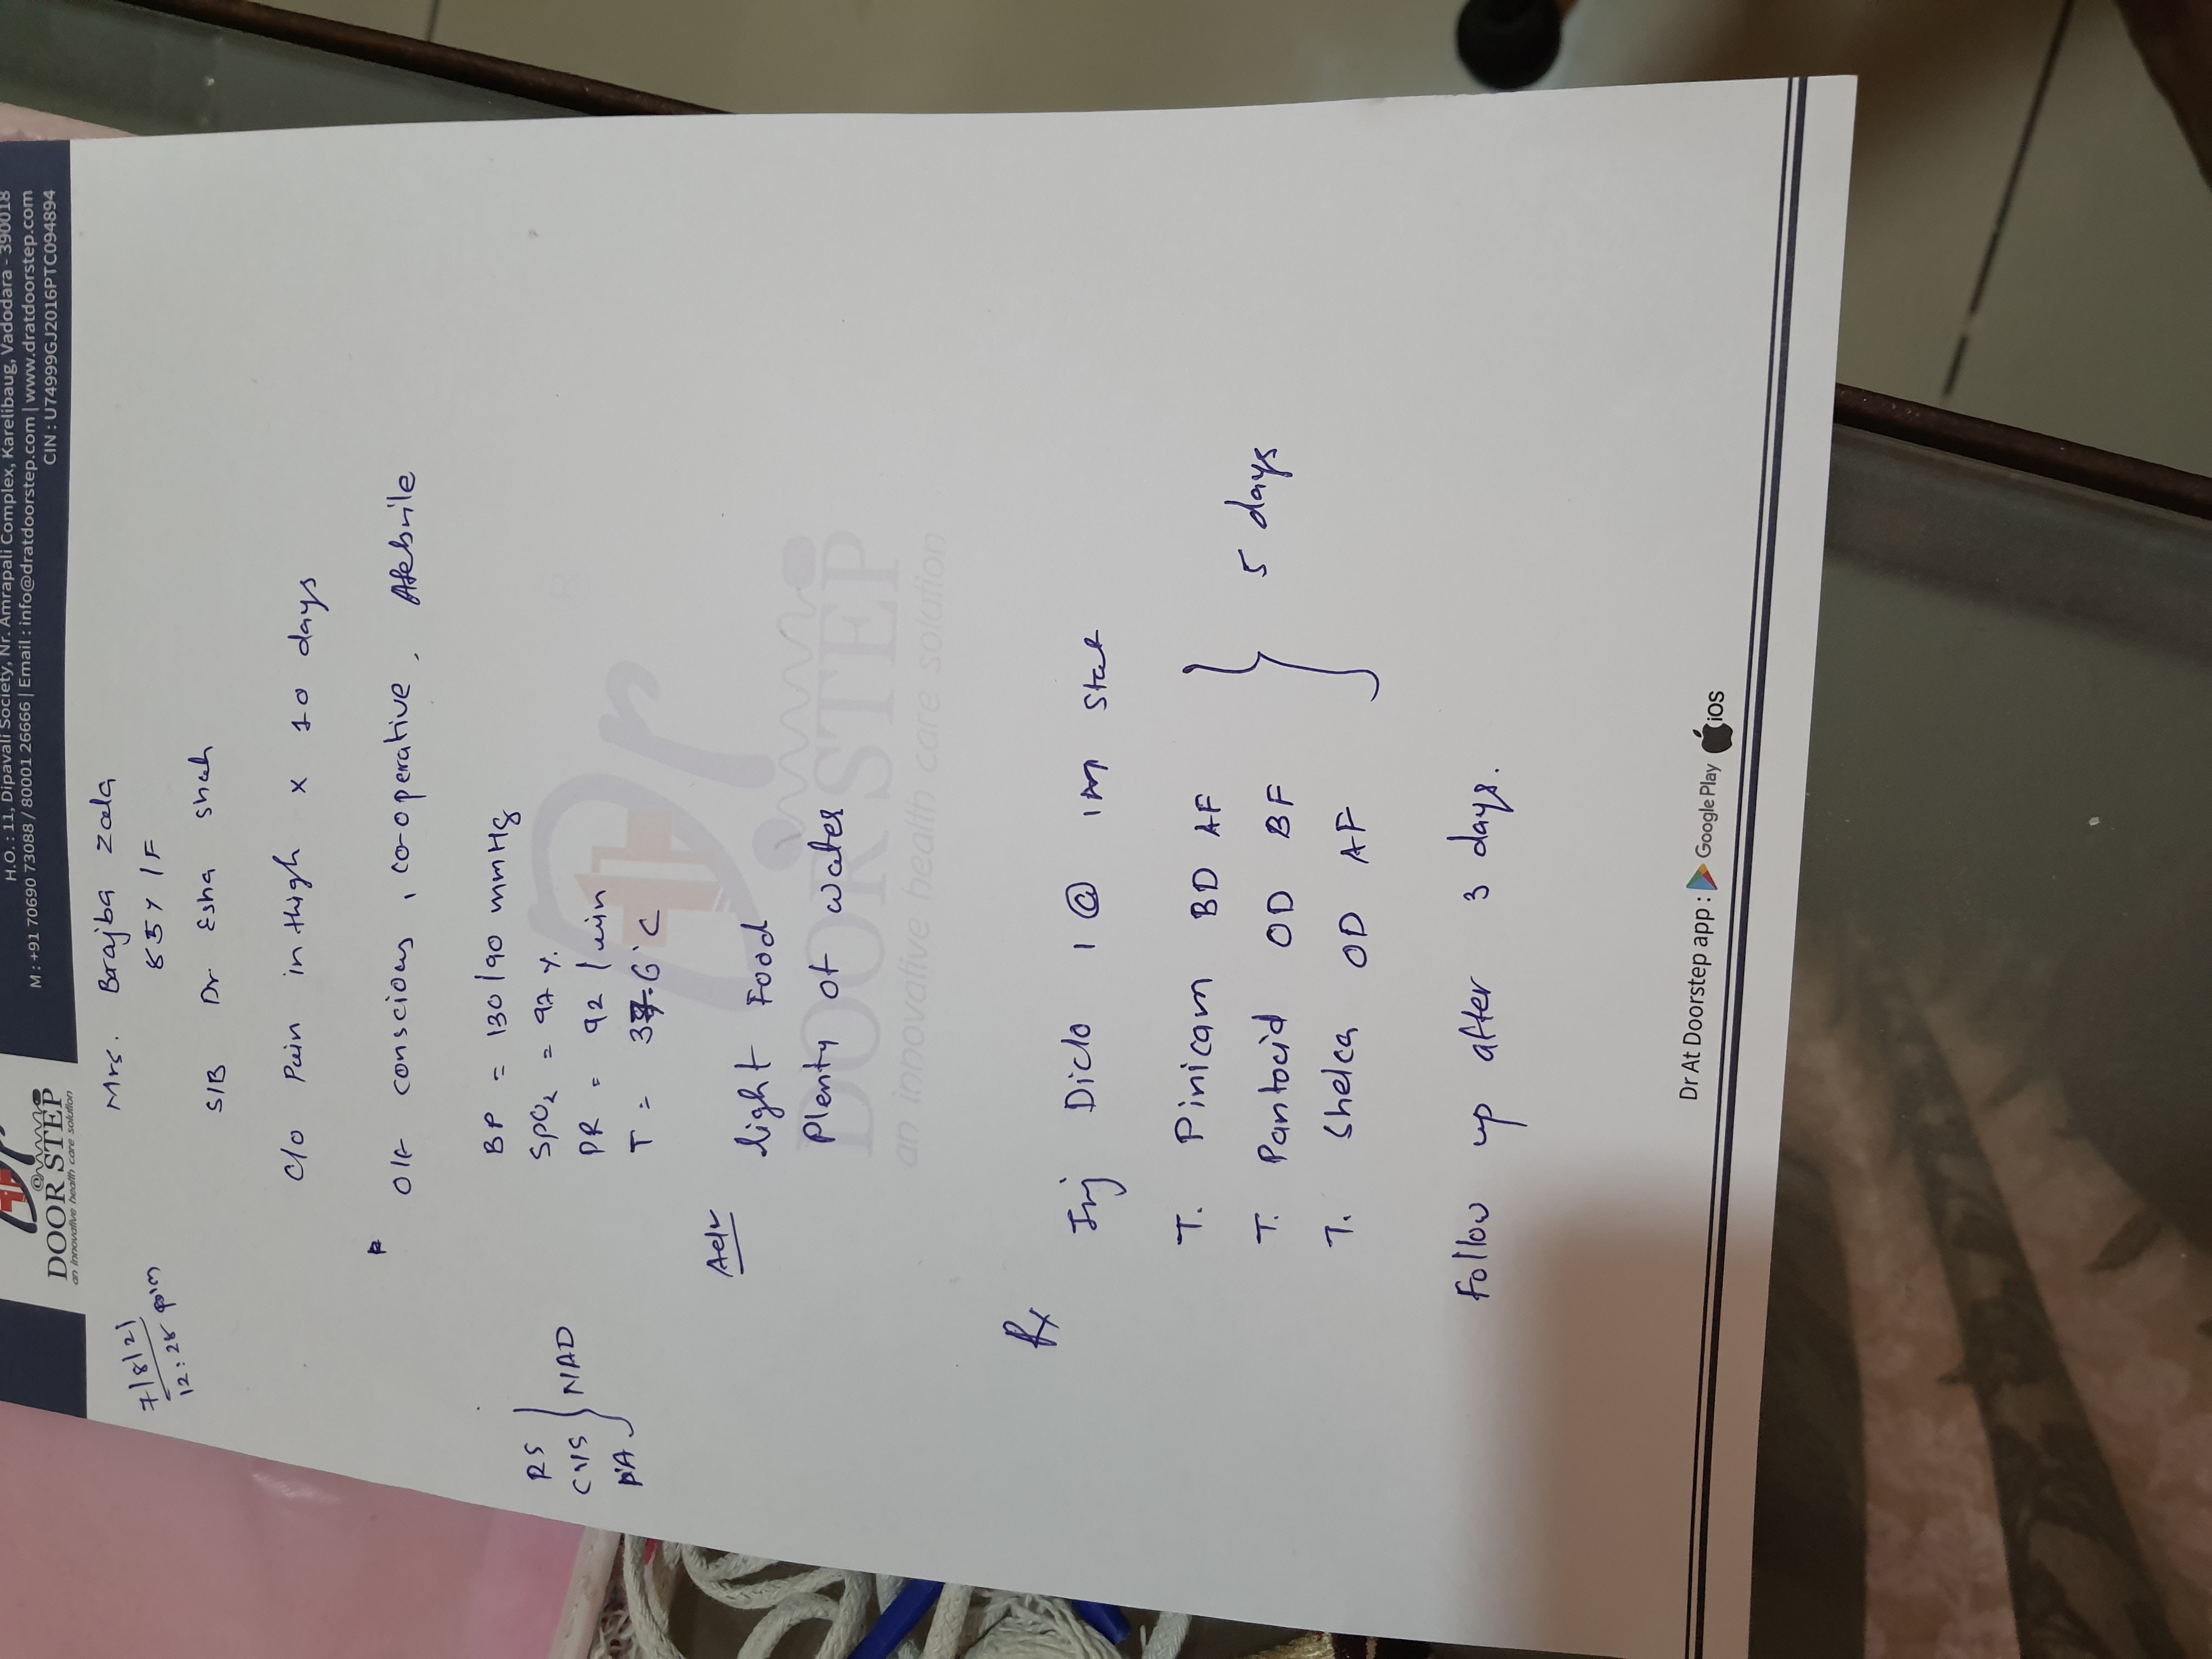 Dr
DOOR STEP
an innovative health care solution
H.O. : 11, Dipavali Society, Nr. Amrapali Complex, Karelibaug, Vadodara - 390018
M : +91 70690 73088 / 80001 26666 | Email : info@dratdoorstep.com | www.dratdoorstep.com
CIN : U74999GJ2016PTC094894
7/8/21
12:28 pm
Mrs. Brajba Zala
85y/F
S/B Dr Esha Shah
c/o Pain in thigh x 10 days
O/E conscious, co-operative, Afebrile
BP = 130/90 mmHg
SpO2 = 97 %
PR = 92 /min
T = 37.6°C
RS
CVS
P/A
NAD
Adv
light Food
Plenty of water
Dr
DOOR STEP
an innovative health care solution
Rx
Inj Diclo 1 @ IM Stat
T. Pinicam BD AF
T. Pantocid OD BF
T. Shelca OD AF
5 days
Follow up after 3 days.
Dr At Doorstep app : Google Play iOS